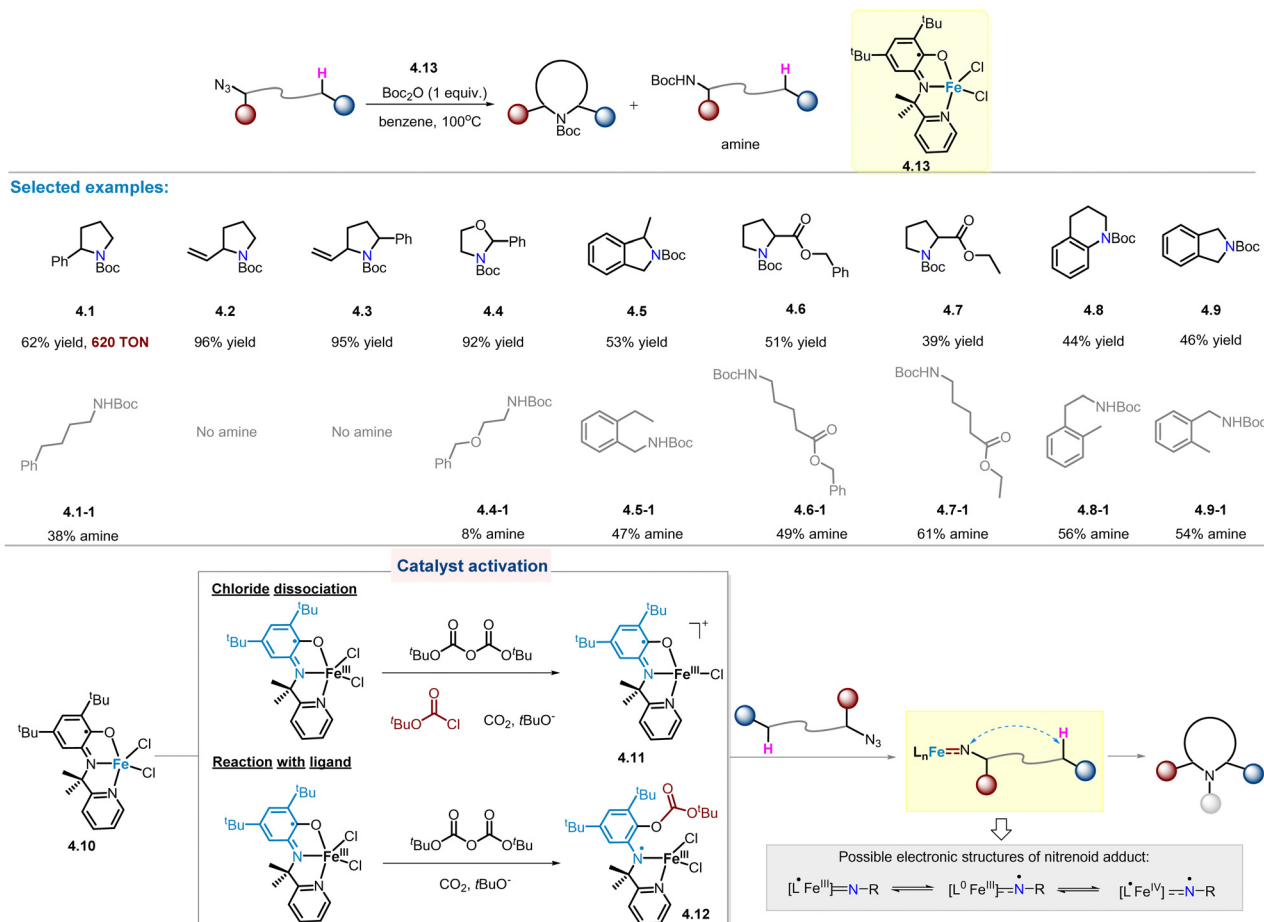 N3
H
4.13
Boc2O (1 equiv.)
benzene, 100°C
N
Boc
+
BocHN
H
amine
tBu
tBu
O
N
Fe
Cl
Cl
N
4.13
Selected examples:
Ph
N
Boc
N
Boc
N
Ph
Boc
O
Ph
N
Boc
NBoc
N
Boc
O
O
Ph
N
Boc
O
O
NBoc
NBoc
4.1
4.2
4.3
4.4
4.5
4.6
4.7
4.8
4.9
62% yield, 620 TON
96% yield
95% yield
92% yield
53% yield
51% yield
39% yield
44% yield
46% yield
NHBoc
Ph
No amine
No amine
NHBoc
O
Ph
NHBoc
BocHN
O
O
Ph
BocHN
O
O
NHBoc
NHBoc
4.1-1
4.4-1
4.5-1
4.6-1
4.7-1
4.8-1
4.9-1
38% amine
8% amine
47% amine
49% amine
61% amine
56% amine
54% amine
Catalyst activation
Chloride dissociation
tBu
tBu
O
N
FeIII
Cl
Cl
N
O O
tBuO O OtBu
O
tBuO Cl
CO2, tBuO-
tBu
tBu
O
N
FeIII
Cl
N
+
4.11
Reaction with ligand
tBu
tBu
O
N
FeIII
Cl
Cl
N
O O
tBuO O OtBu
CO2, tBuO-
tBu
tBu
O
O
OtBu
N
FeIII
Cl
Cl
N
4.12
tBu
tBu
O
N
Fe
Cl
Cl
N
4.10
H
N3
LnFe=N
H
N
Possible electronic structures of nitrenoid adduct:
[L• FeIII]=N–R ⇌ [L0 FeIII]=N•–R ⇌ [L• FeIV]=N•–R